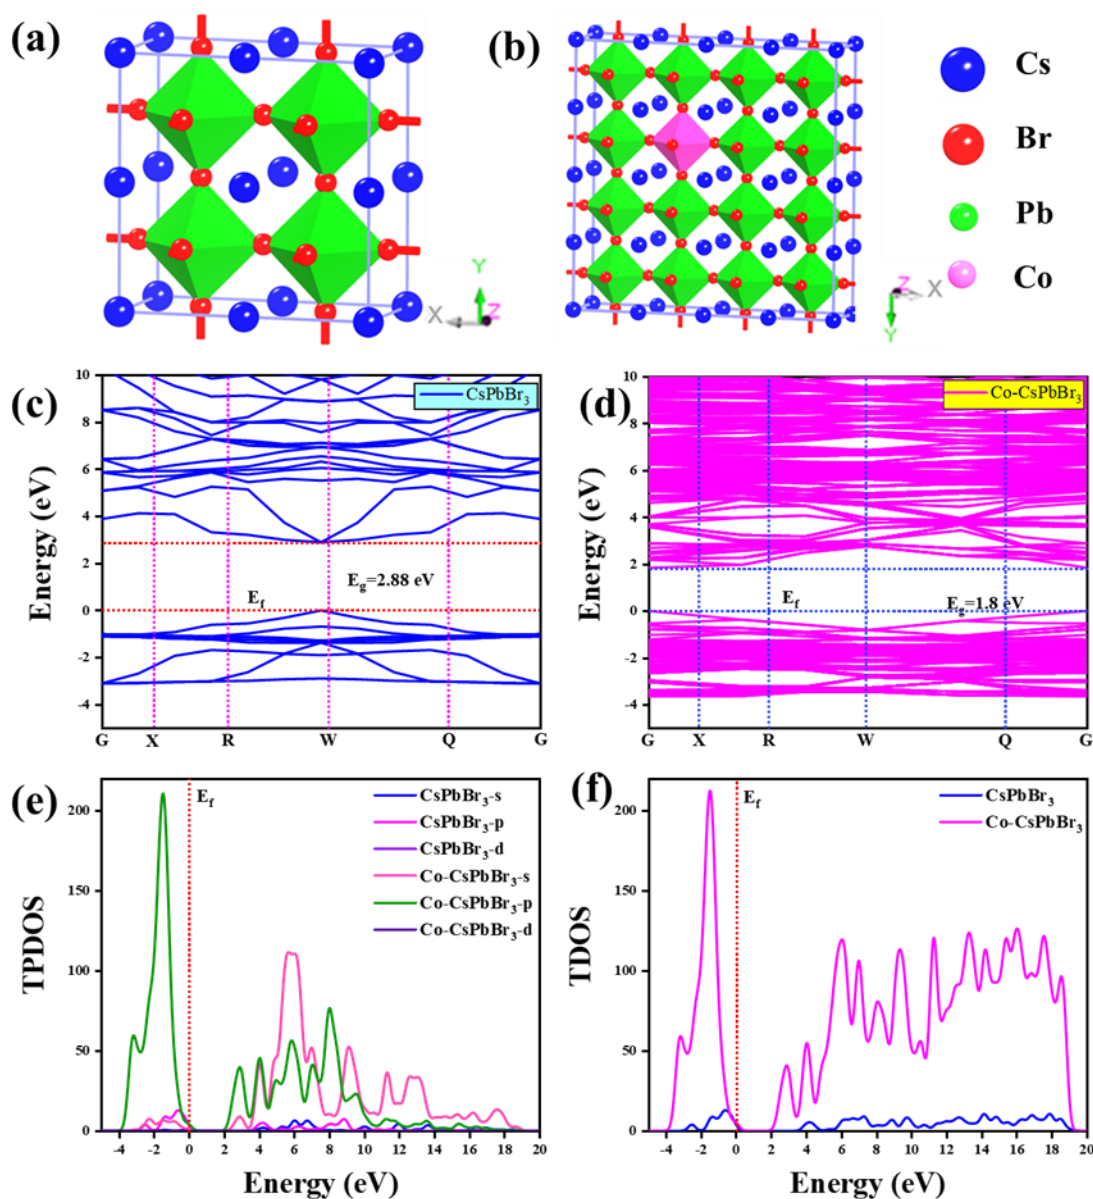 (a)
Y
X
Z
(b)
Z
X
Y
Cs
Br
Pb
Co
(c)
CsPbBr3
Energy (eV)
10
8
6
4
2
0
-2
-4
Eg=2.88 eV
Ef
G X R W Q G
(d)
Co-CsPbBr3
Energy (eV)
10
8
6
4
2
0
-2
-4
Ef
Eg=1.8 eV
G X R W Q G
(e)
Ef
CsPbBr3-s
CsPbBr3-p
CsPbBr3-d
Co-CsPbBr3-s
Co-CsPbBr3-p
Co-CsPbBr3-d
TPDOS
200
150
100
50
0
-4 -2 0 2 4 6 8 10 12 14 16 18 20
Energy (eV)
(f)
Ef
CsPbBr3
Co-CsPbBr3
TDOS
200
150
100
50
0
-4 -2 0 2 4 6 8 10 12 14 16 18 20
Energy (eV)